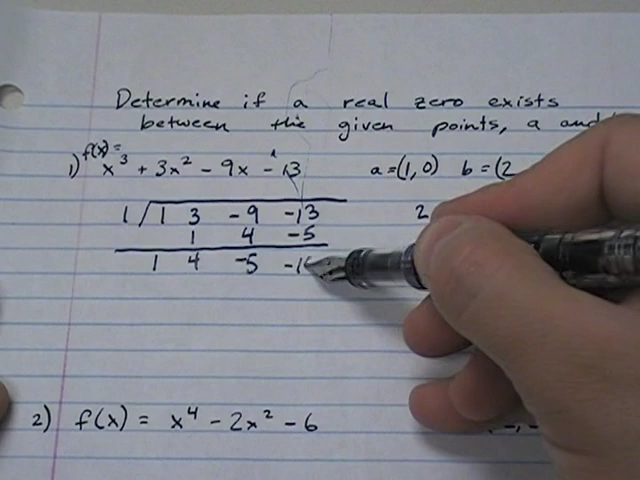 Determine if a real zero exists
between the given points, a and
f(x)=
1) x³ + 3x² - 9x - 13 a = (1, 0) b = (2
1 1 3 -9 -13 2
1 4 -5
1 4 -5 -1
2) f(x) = x⁴ - 2x² - 6